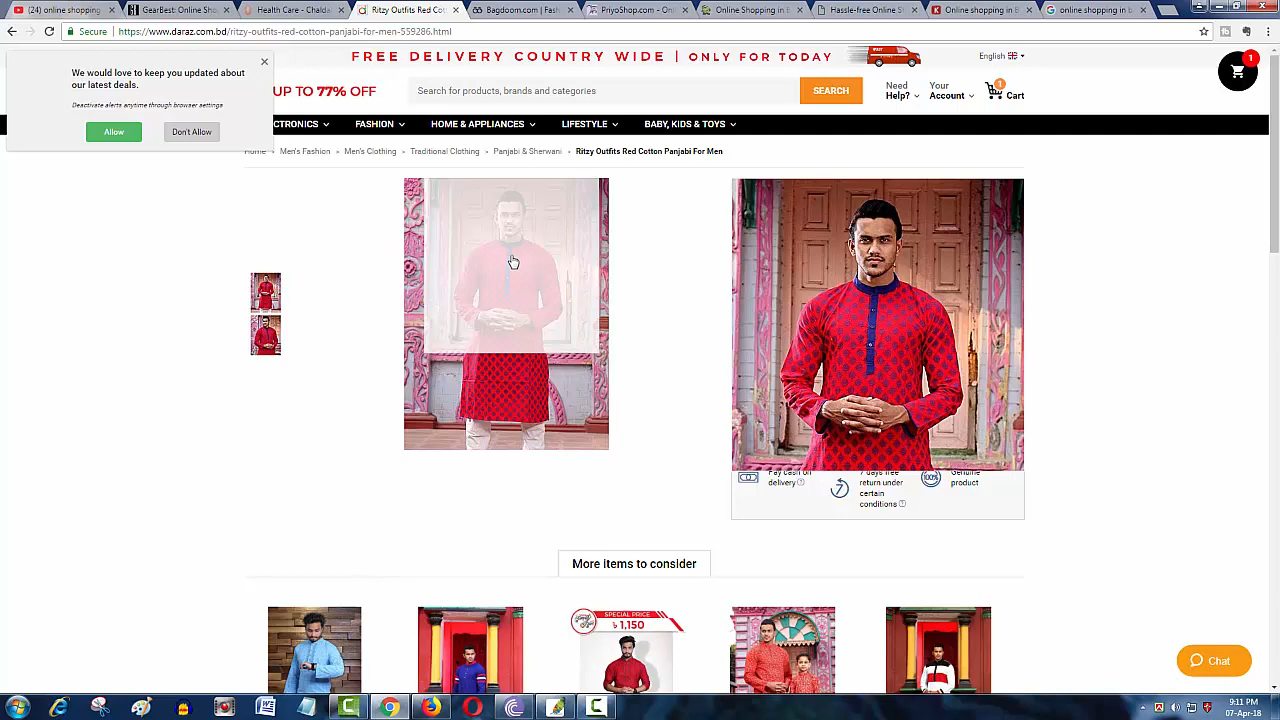 (24) online shopping
GearBest: Online Sho
Health Care - Chalda
Ritzy Outfits Red Cot
Bagdoom.com | Fash
PriyoShop.com - Onli
Online Shopping in B
Hassle-free Online S
Online shopping in B
online shopping in b
Secure
https://www.daraz.com.bd/ritzy-outfits-red-cotton-panjabi-for-men-559286.html
FREE DELIVERY COUNTRY WIDE | ONLY FOR TODAY
English
1
We would love to keep you updated about
our latest deals.
Deactivate alerts anytime through browser settings
Allow
Don't Allow
UP TO 77% OFF
Search for products, brands and categories
SEARCH
Need
Help?
Your
Account
1
Cart
CTRONICS
FASHION
HOME & APPLIANCES
LIFESTYLE
BABY, KIDS & TOYS
Home
Men's Fashion
Men's Clothing
Traditional Clothing
Panjabi & Sherwani
Ritzy Outfits Red Cotton Panjabi For Men
Pay cash on
delivery
7 days free
return under
certain
conditions
100%
Genuine
product
More items to consider
SPECIAL PRICE
৳ 1,150
Chat
9:11 PM
07-Apr-18